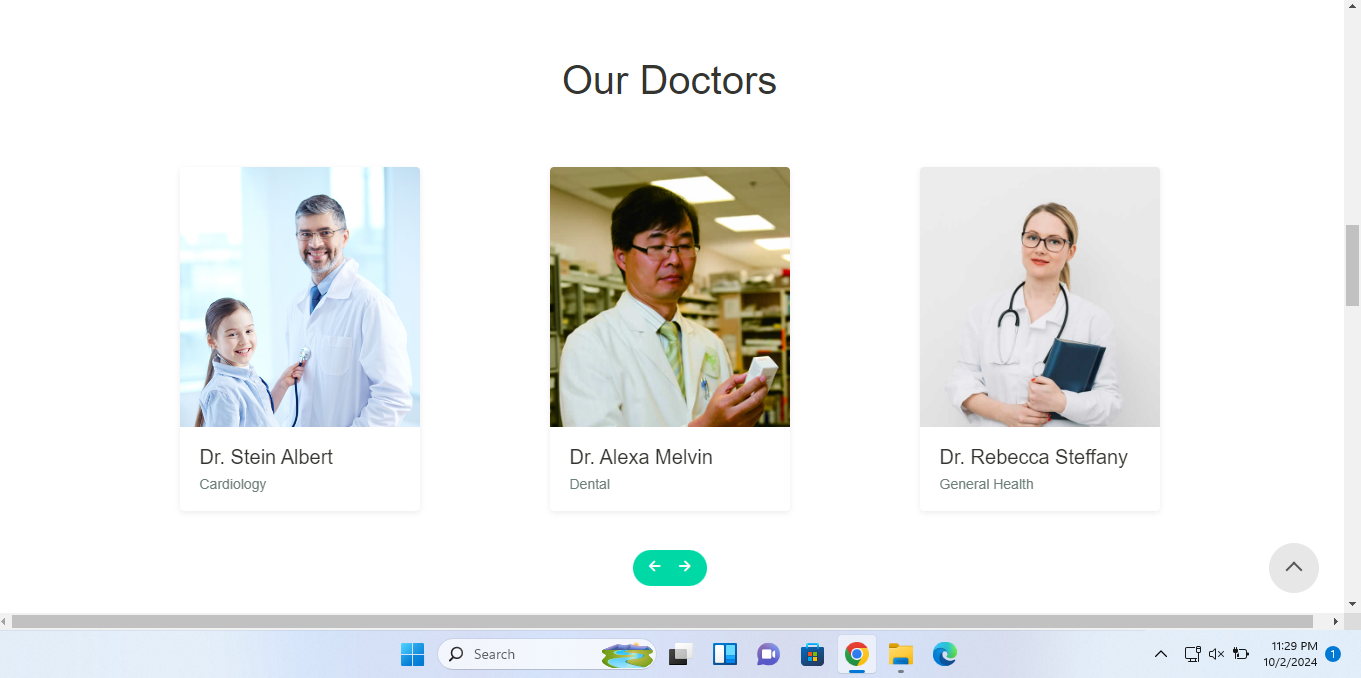 Our Doctors
Dr. Stein Albert
Cardiology
Dr. Alexa Melvin
Dental
Dr. Rebecca Steffany
General Health
Search
11:29 PM
10/2/2024
1